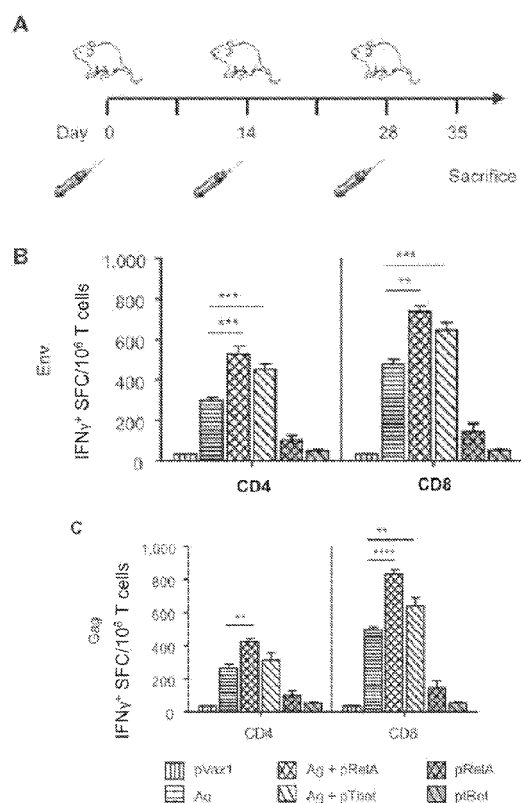 A
Day 0 14 28 35
Sacrifice
B
Env
IFNγ+ SFC/10⁶ T cells
1,000
800
600
400
200
0
***
***
***
**
CD4 CD8
C
Gag
IFNγ+ SFC/10⁶ T cells
1,000
800
600
400
200
0
**
**
****
CD4 CD8
pVax1 Ag + pRelA pRelA
Ag Ag + pTbet ptBet